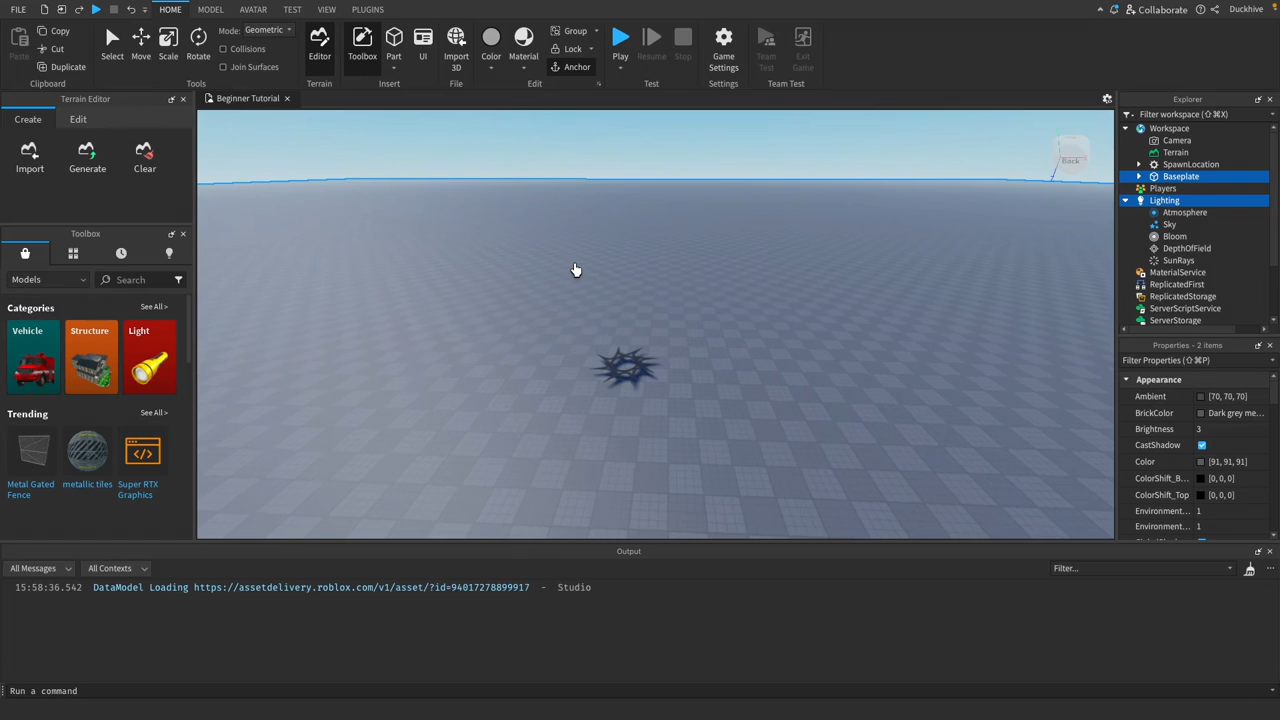 FILE HOME MODEL AVATAR TEST VIEW PLUGINS Collaborate Duckhive
Paste Copy Cut Duplicate Clipboard
Select Move Scale Rotate Mode: Geometric Collisions Join Surfaces Tools
Editor Terrain
Toolbox Part UI Insert
Import 3D File
Color Material Group Lock Anchor Edit
Play Resume Stop Test
Game Settings Settings
Team Test Exit Game Team Test
Terrain Editor
Create Edit
Import Generate Clear
Toolbox
Models Search
Categories See All >
Vehicle Structure Light
Trending See All >
Metal Gated Fence metallic tiles Super RTX Graphics
Beginner Tutorial
Back
Explorer
Filter workspace (⇧⌘X)
Workspace
Camera
Terrain
SpawnLocation
Baseplate
Players
Lighting
Atmosphere
Sky
Bloom
DepthOfField
SunRays
MaterialService
ReplicatedFirst
ReplicatedStorage
ServerScriptService
ServerStorage
Properties - 2 items
Filter Properties (⇧⌘P)
Appearance
Ambient [70, 70, 70]
BrickColor Dark grey me...
Brightness 3
CastShadow
Color [91, 91, 91]
ColorShift_B... [0, 0, 0]
ColorShift_Top [0, 0, 0]
Environment... 1
Environment... 1
Output
All Messages All Contexts Filter...
15:58:36.542 DataModel Loading https://assetdelivery.roblox.com/v1/asset/?id=94017278899917 - Studio
Run a command